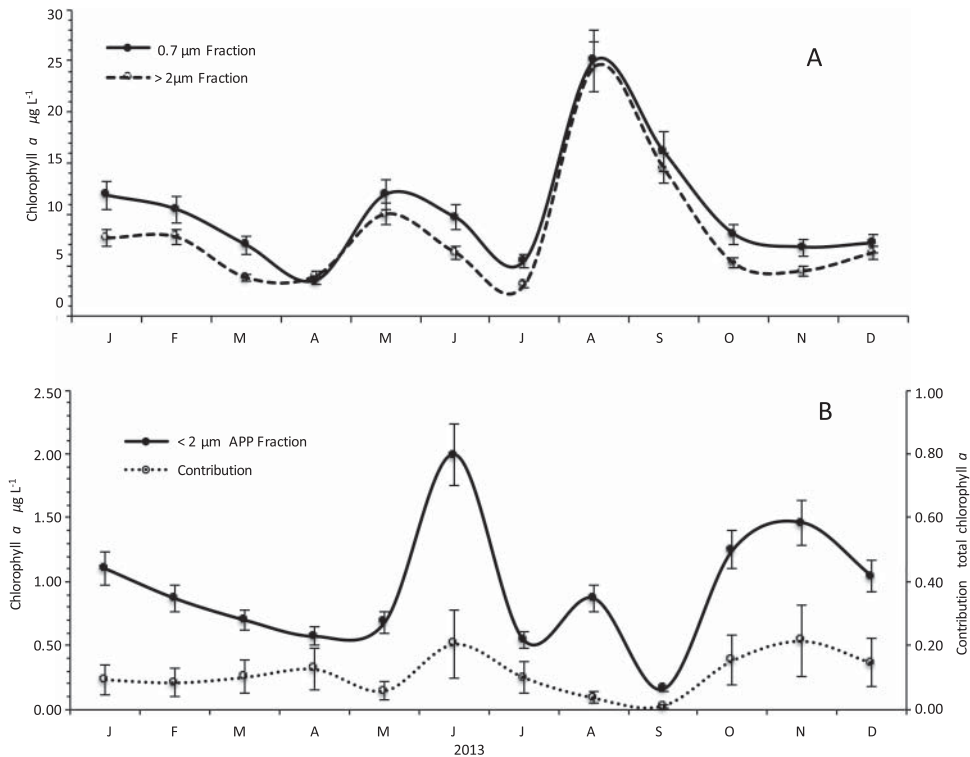 30
25
20
15
10
5
0
Chlorophyll a µg L-1
0.7 µm Fraction
> 2µm Fraction
A
J F M A M J J A S O N D
2.50
2.00
1.50
1.00
0.50
0.00
Chlorophyll a µg L-1
< 2 µm APP Fraction
Contribution
B
1.00
0.80
0.60
0.40
0.20
0.00
Contribution total chlorophyll a
J F M A M J J A S O N D
2013